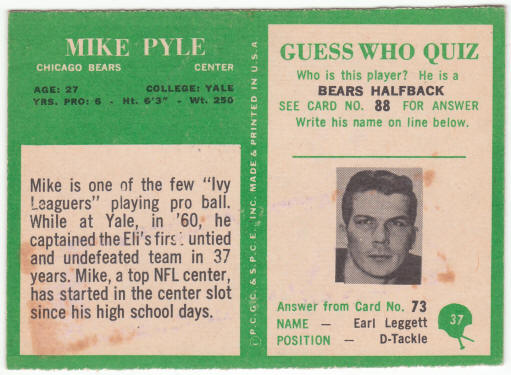 MIKE PYLE
CHICAGO BEARS CENTER
AGE: 27 COLLEGE: YALE
YRS. PRO: 6 - Ht. 6'3" - Wt. 250
Mike is one of the few "Ivy
Leaguers" playing pro ball.
While at Yale, in '60, he
captained the Eli's firs: untied
and undefeated team in 37
years. Mike, a top NFL center,
has started in the center slot
since his high school days.
©P.C.G.C. & S.P.C.E., INC. MADE & PRINTED IN U.S.A.
GUESS WHO QUIZ
Who is this player? He is a
BEARS HALFBACK
SEE CARD NO. 88 FOR ANSWER
Write his name on line below.
Answer from Card No. 73
NAME — Earl Leggett
POSITION — D-Tackle
37